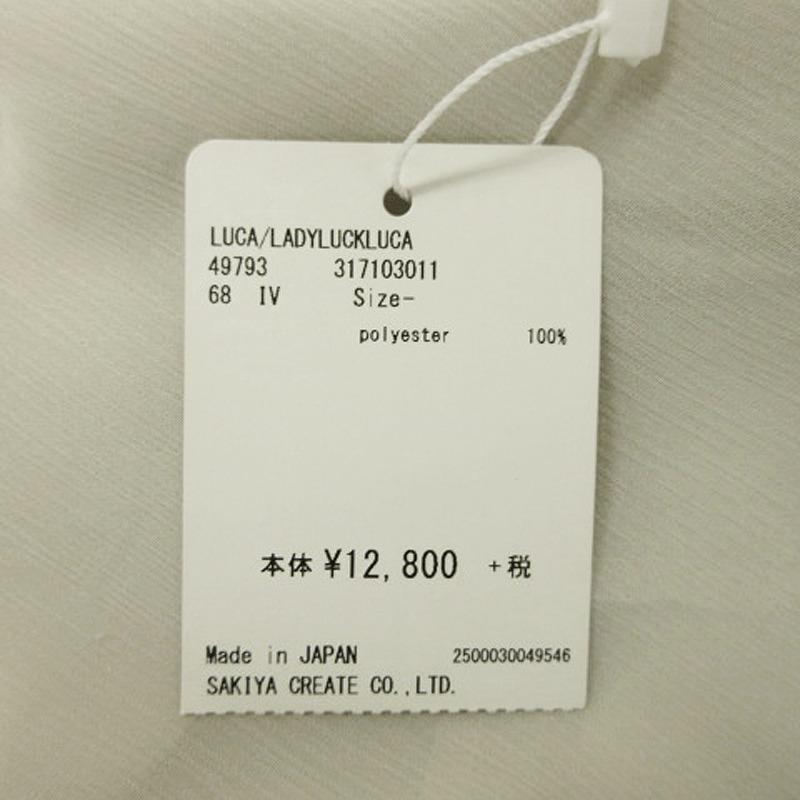 LUCA/LADYLUCKLUCA
49793 317103011
68 IV Size-
polyester 100%
本体 ¥12,800 +税
Made in JAPAN 2500030049546
SAKIYA CREATE CO.,LTD.